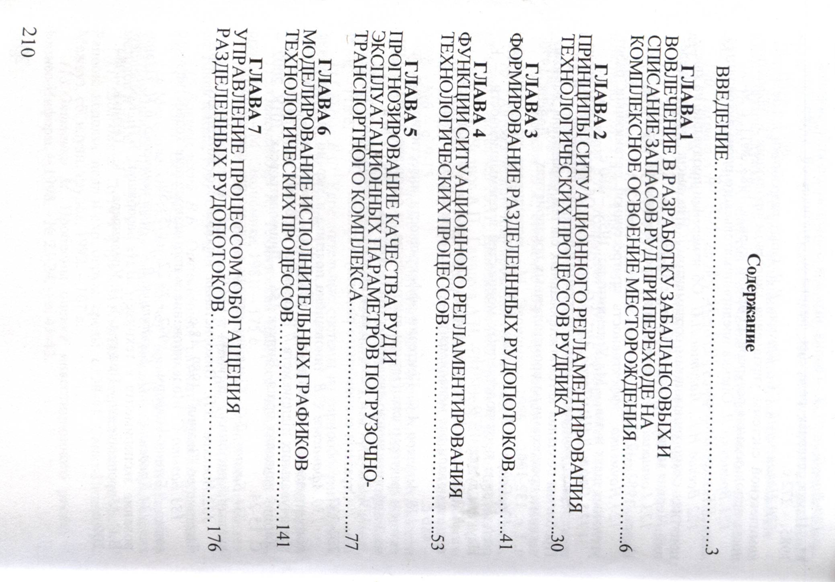 Содержание
ВВЕДЕНИЕ……………………………………………………3
ГЛАВА 1
ВОВЛЕЧЕНИЕ В РАЗРАБОТКУ ЗАБАЛАНСОВЫХ И
СПИСАНИЕ ЗАПАСОВ РУД ПРИ ПЕРЕХОДЕ НА
КОМПЛЕКСНОЕ ОСВОЕНИЕ МЕСТОРОЖДЕНИЯ……………6
ГЛАВА 2
ПРИНЦИПЫ СИТУАЦИОННОГО РЕГЛАМЕНТИРОВАНИЯ
ТЕХНОЛОГИЧЕСКИХ ПРОЦЕССОВ РУДНИКА……………..30
ГЛАВА 3
ФОРМИРОВАНИЕ РАЗДЕЛЕНННЫХ РУДОПОТОКОВ………41
ГЛАВА 4
ФУНКЦИИ СИТУАЦИОННОГО РЕГЛАМЕНТИРОВАНИЯ
ТЕХНОЛОГИЧЕСКИХ ПРОЦЕССОВ…………………………..53
ГЛАВА 5
ПРОГНОЗИРОВАНИЕ КАЧЕСТВА РУД И
ЭКСПЛУАТАЦИОННЫХ ПАРАМЕТРОВ ПОГРУЗОЧНО-
ТРАНСПОРТНОГО КОМПЛЕКСА……………………………..77
ГЛАВА 6
МОДЕЛИРОВАНИЕ ИСПОЛНИТЕЛЬНЫХ ГРАФИКОВ
ТЕХНОЛОГИЧЕСКИХ ПРОЦЕССОВ…………………………141
ГЛАВА 7
УПРАВЛЕНИЕ ПРОЦЕССОМ ОБОГАЩЕНИЯ
РАЗДЕЛЕННЫХ РУДОПОТОКОВ……………………………176
210